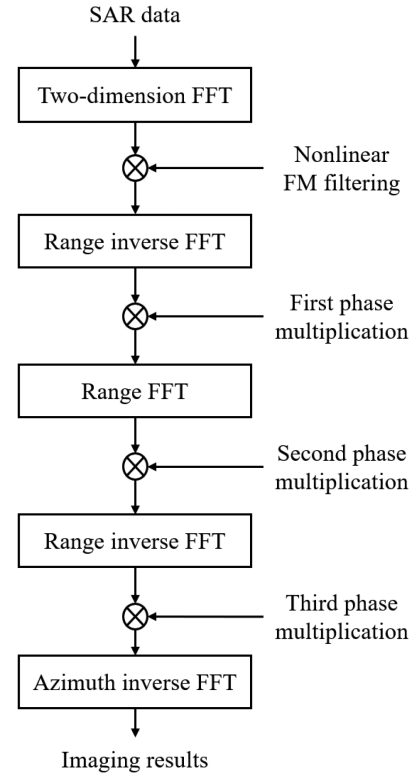 SAR data
Two-dimension FFT
Nonlinear
FM filtering
Range inverse FFT
First phase
multiplication
Range FFT
Second phase
multiplication
Range inverse FFT
Third phase
multiplication
Azimuth inverse FFT
Imaging results